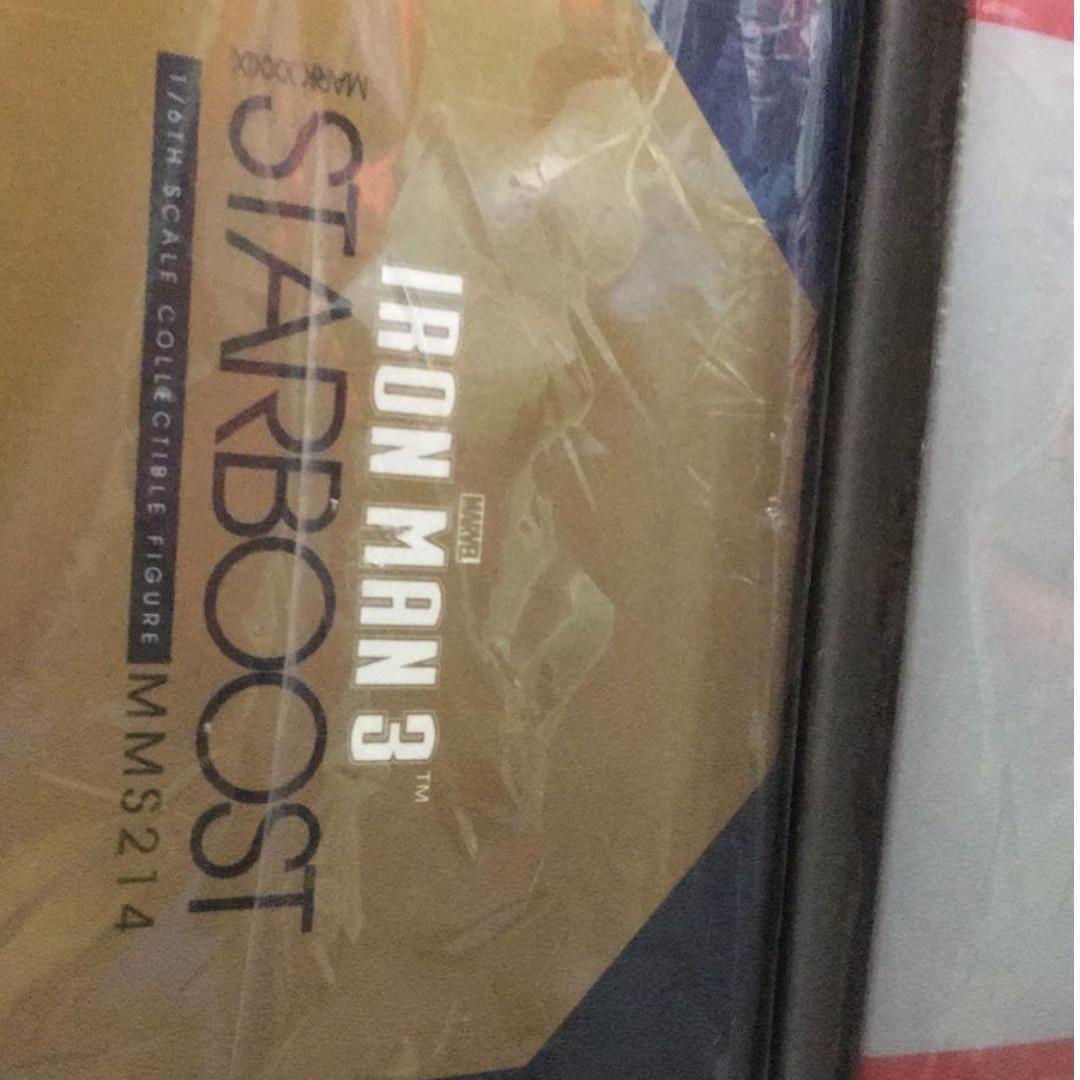 MARVEL
IRON MAN 3™
MARK XXXIX
STARBOOST
1/6TH SCALE COLLECTIBLE FIGURE MMS214